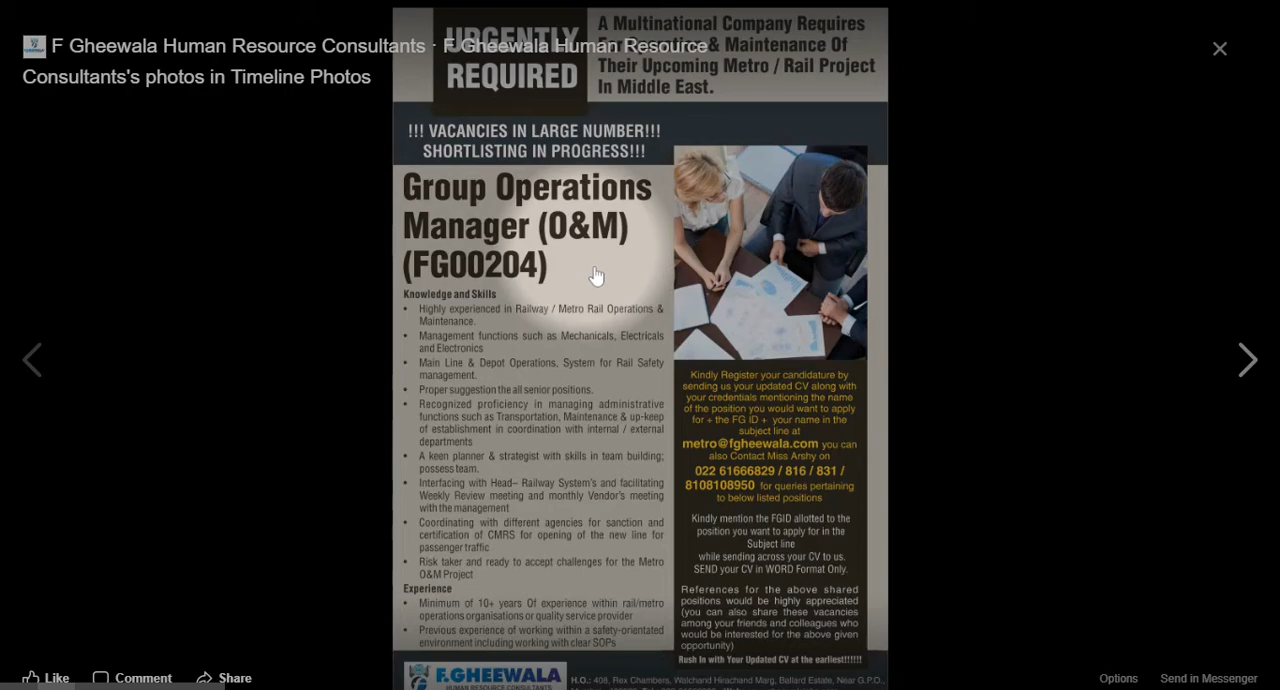 F Gheewala Human Resource Consultants · F Gheewala Human Resource
Consultants's photos in Timeline Photos
URGENTLY
REQUIRED
A Multinational Company Requires
For Operation & Maintenance Of
Their Upcoming Metro / Rail Project
In Middle East.
!!! VACANCIES IN LARGE NUMBER!!!
SHORTLISTING IN PROGRESS!!!
Group Operations
Manager (O&M)
(FG00204)
Knowledge and Skills
• Highly experienced in Railway / Metro Rail Operations &
Maintenance.
• Management functions such as Mechanicals, Electricals
and Electronics
• Main Line & Depot Operations, System for Rail Safety
management.
• Proper suggestion the all senior positions.
• Recognized proficiency in managing administrative
functions such as Transportation, Maintenance & up-keep
of establishment in coordination with internal / external
departments
• A keen planner & strategist with skills in team building;
possess team.
• Interfacing with Head– Railway System's and facilitating
Weekly Review meeting and monthly Vendor's meeting
with the management
• Coordinating with different agencies for sanction and
certification of CMRS for opening of the new line for
passenger traffic
• Risk taker and ready to accept challenges for the Metro
O&M Project
Experience
• Minimum of 10+ years Of experience within rail/metro
operations organisations or quality service provider
• Previous experience of working within a safety-orientated
environment including working with clear SOPs
Kindly Register your candidature by
sending us your updated CV along with
your credentials mentioning the name
of the position you would want to apply
for + the FG ID + your name in the
subject line at
metro@fgheewala.com you can
also Contact Miss Arshy on
022 61666829 / 816 / 831 /
8108108950 for queries pertaining
to below listed positions
Kindly mention the FGID allotted to the
position you want to apply for in the
Subject line
while sending across your CV to us.
SEND your CV in WORD Format Only.
References for the above shared
positions would be highly appreciated
(you can also share these vacancies
among your friends and colleagues who
would be interested for the above given
opportunity)
Rush In with Your Updated CV at the earliest!!!!!!
F.GHEEWALA
HUMAN RESOURCE CONSULTANTS
H.O.: 408, Rex Chambers, Walchand Hirachand Marg, Ballard Estate, Near G.P.O.,
Like
Comment
Share
Options
Send in Messenger